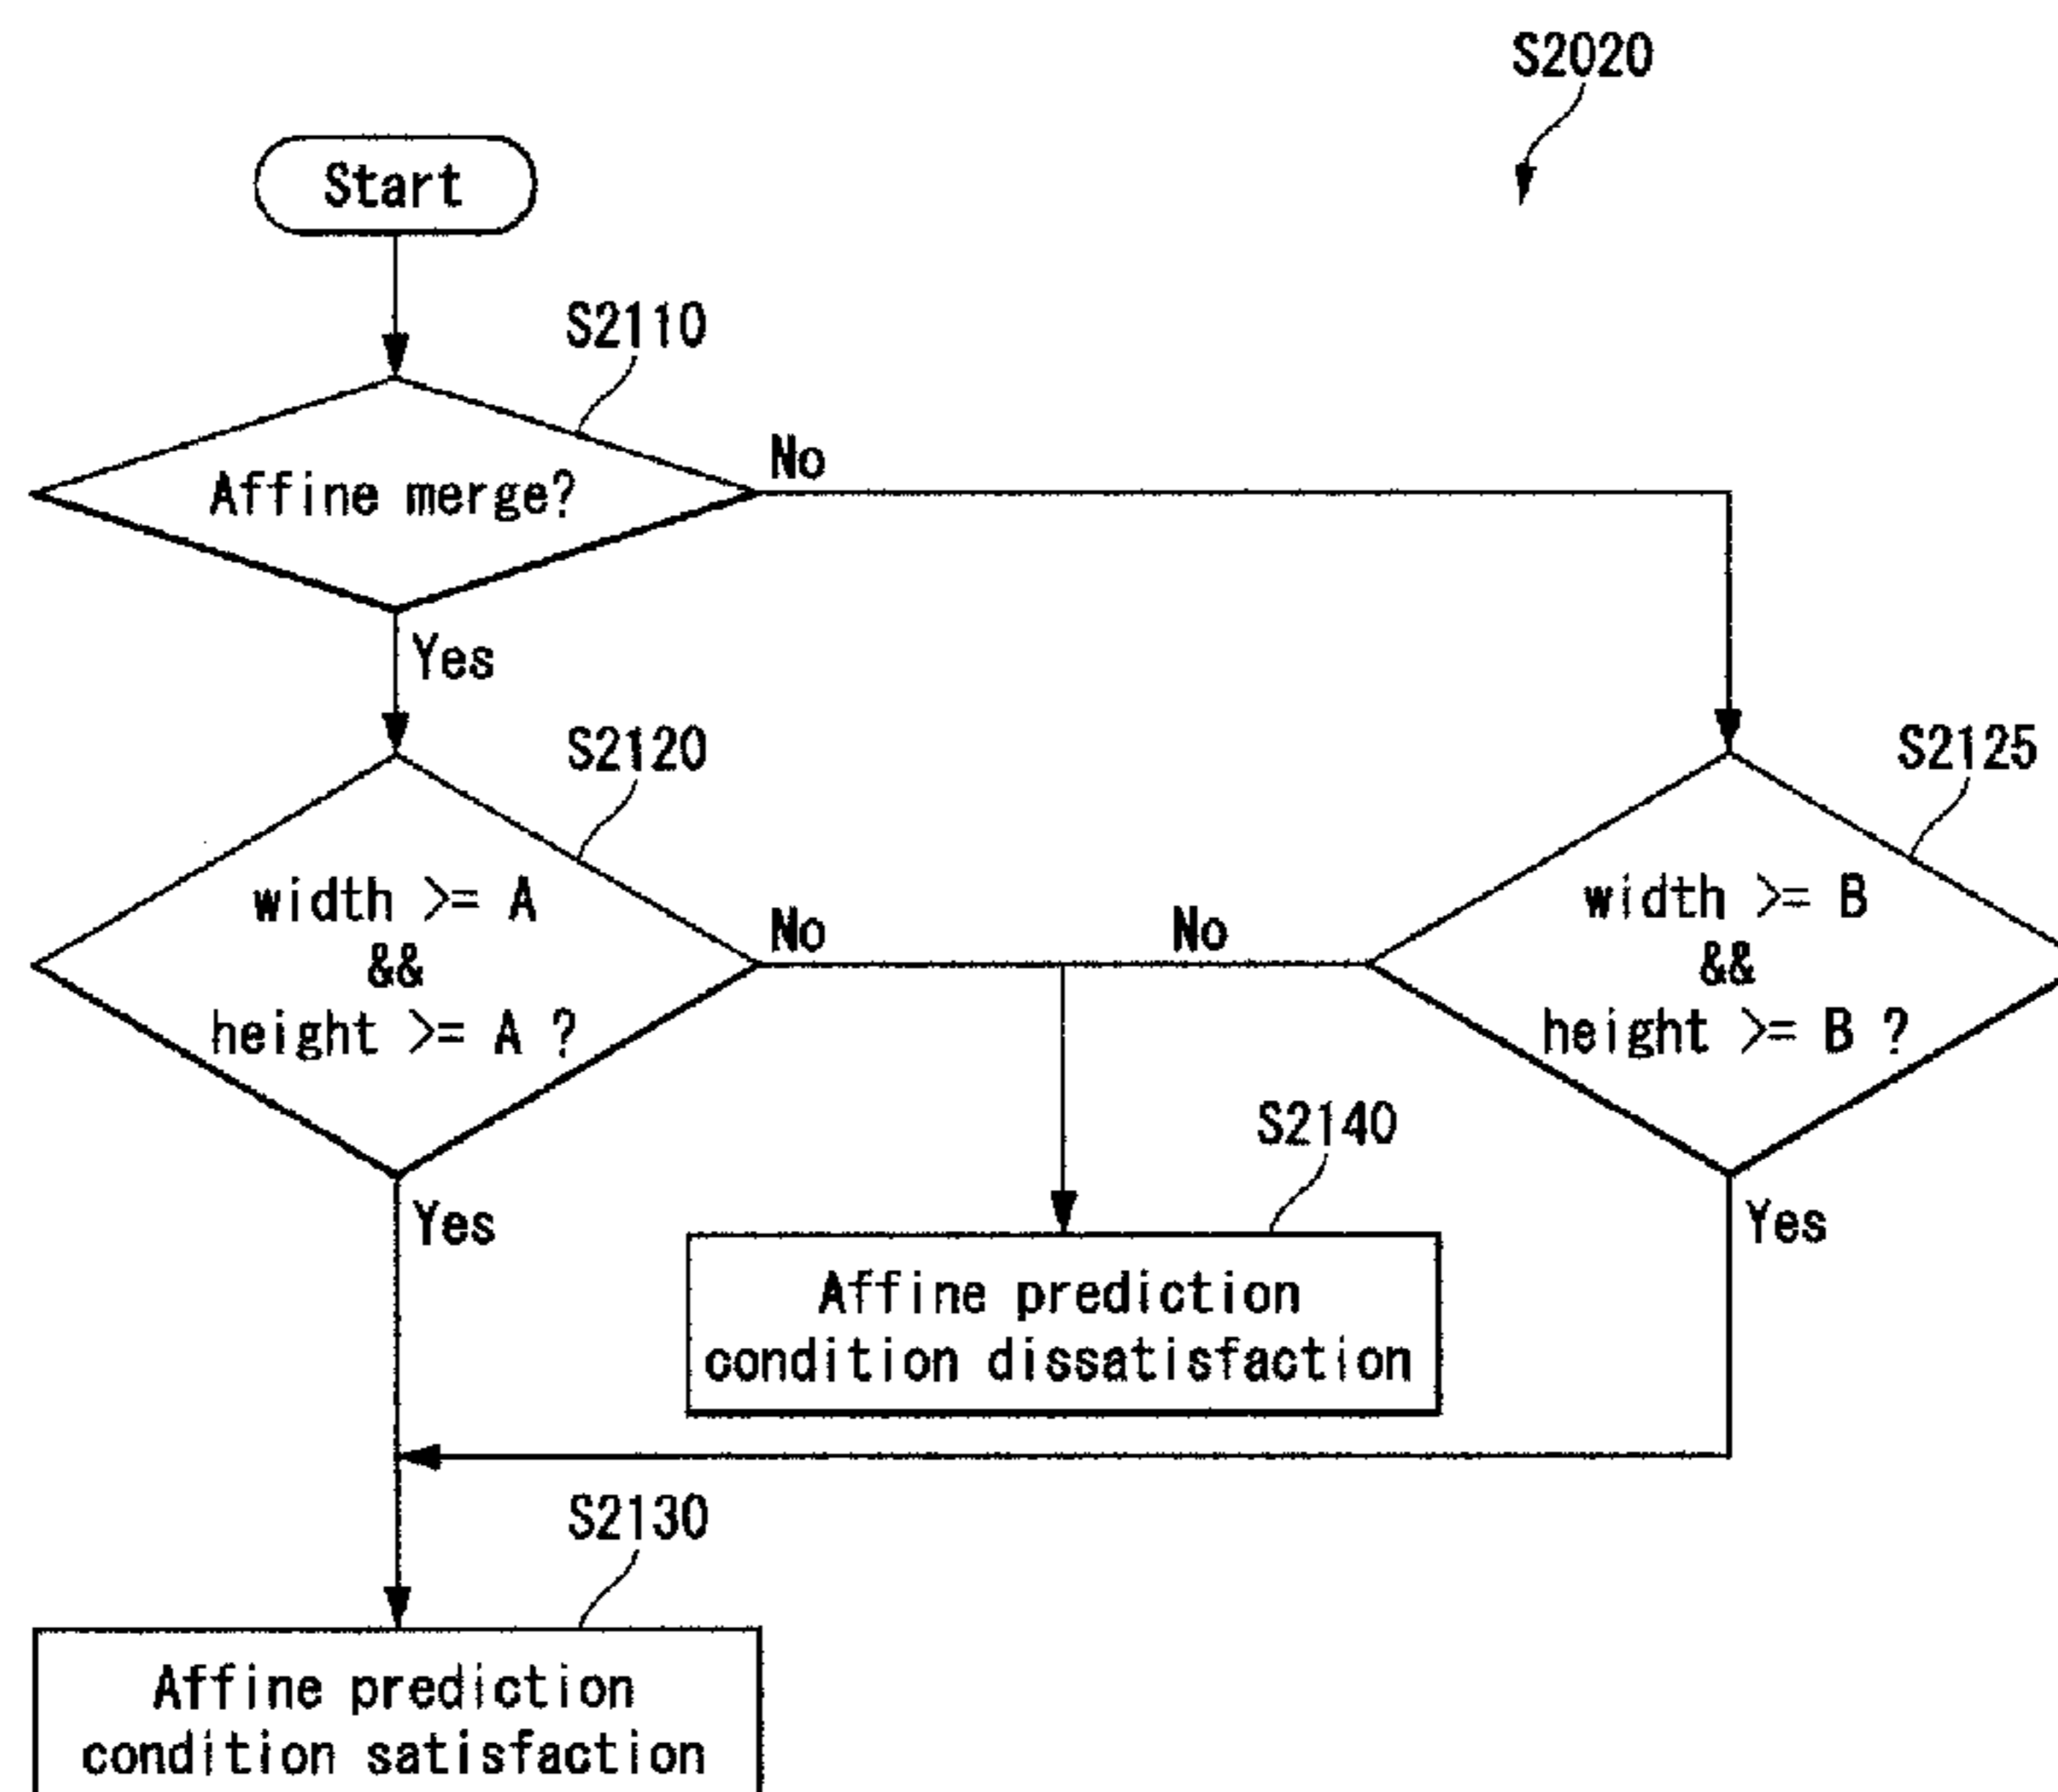 S2020
Start
S2110
Affine merge?
No
Yes
S2120
S2125
width >= A
&&
height >= A ?
No
No
width >= B
&&
height >= B ?
S2140
Yes
Yes
Affine prediction
condition dissatisfaction
S2130
Affine prediction
condition satisfaction